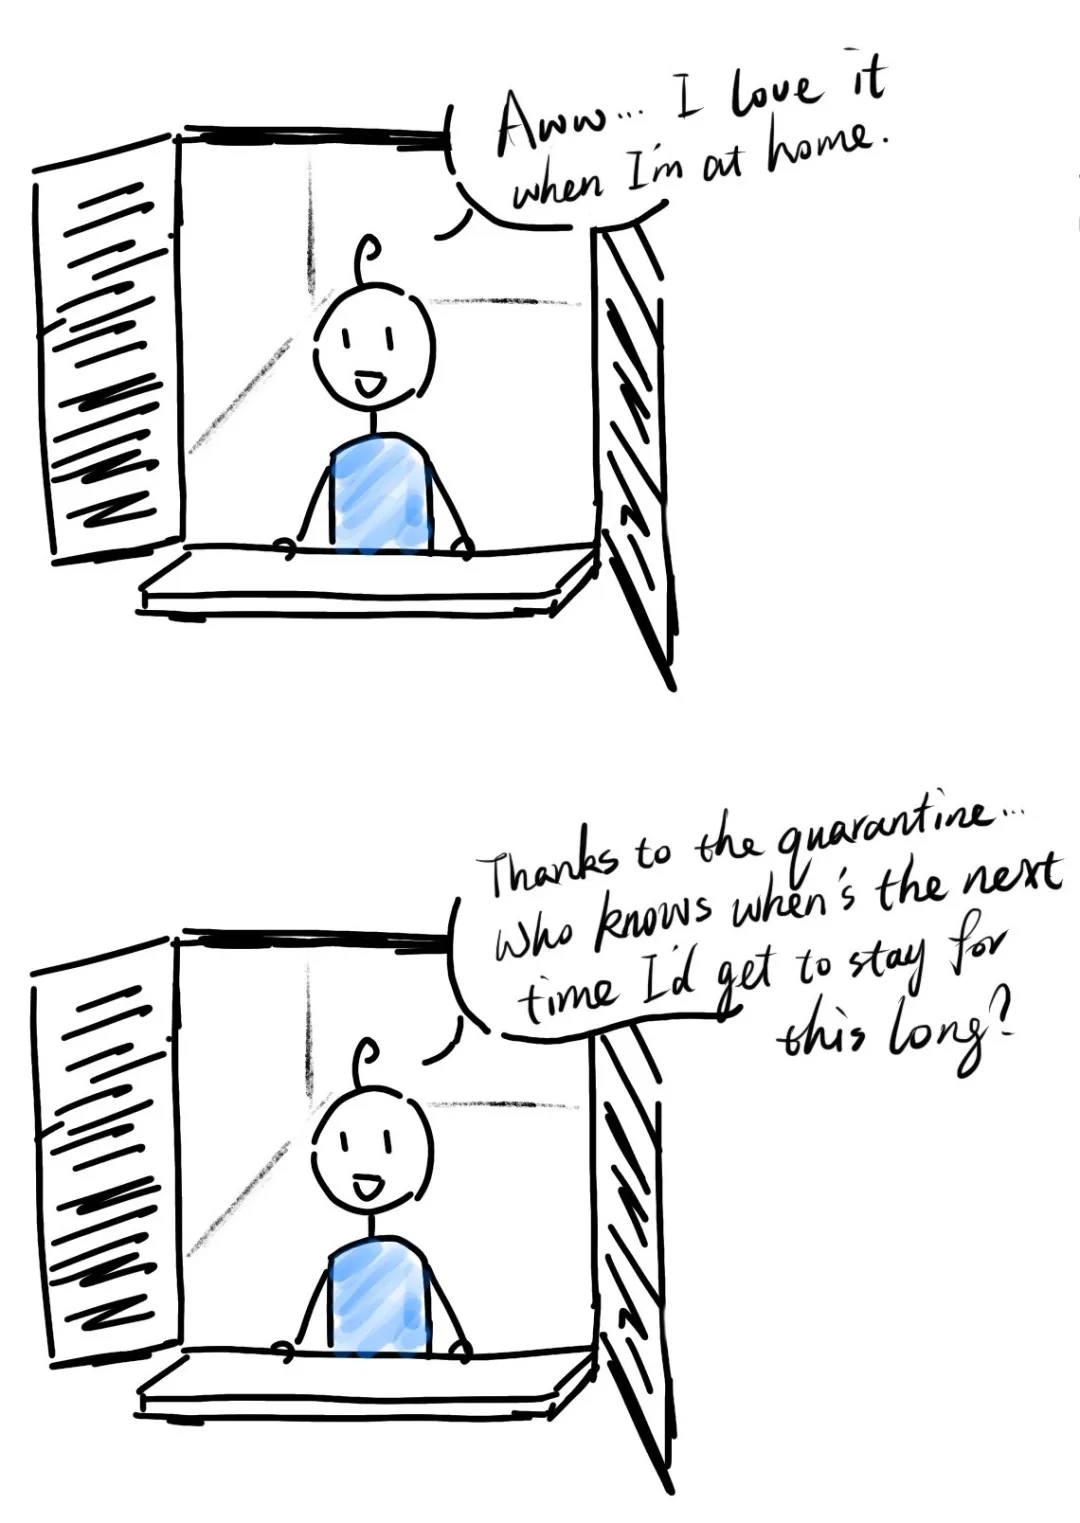 Aww... I love it
when I'm at home.
Thanks to the quarantine...
Who knows when's the next
time I'd get to stay for
this long?